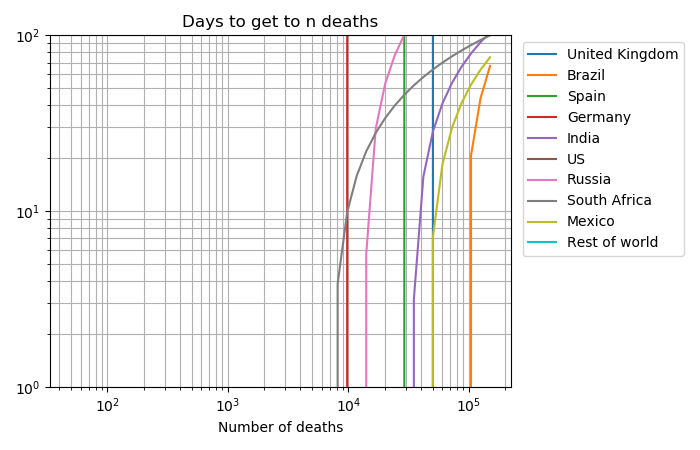 Days to get to n deaths
10²
10¹
10⁰
10²
10³
10⁴
10⁵
Number of deaths
United Kingdom
Brazil
Spain
Germany
India
US
Russia
South Africa
Mexico
Rest of world